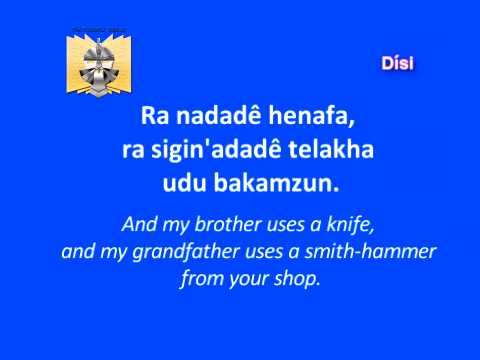 Dísi
Ra nadadê henafa,
ra sigin'adadê telakha
udu bakamzun.
And my brother uses a knife,
and my grandfather uses a smith-hammer
from your shop.